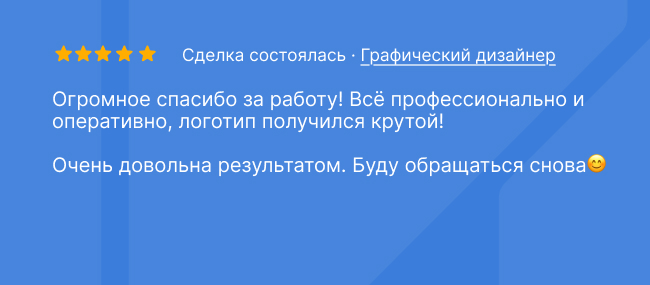 Сделка состоялась · Графический дизайнер
Огромное спасибо за работу! Всё профессионально и
оперативно, логотип получился крутой!
Очень довольна результатом. Буду обращаться снова😊